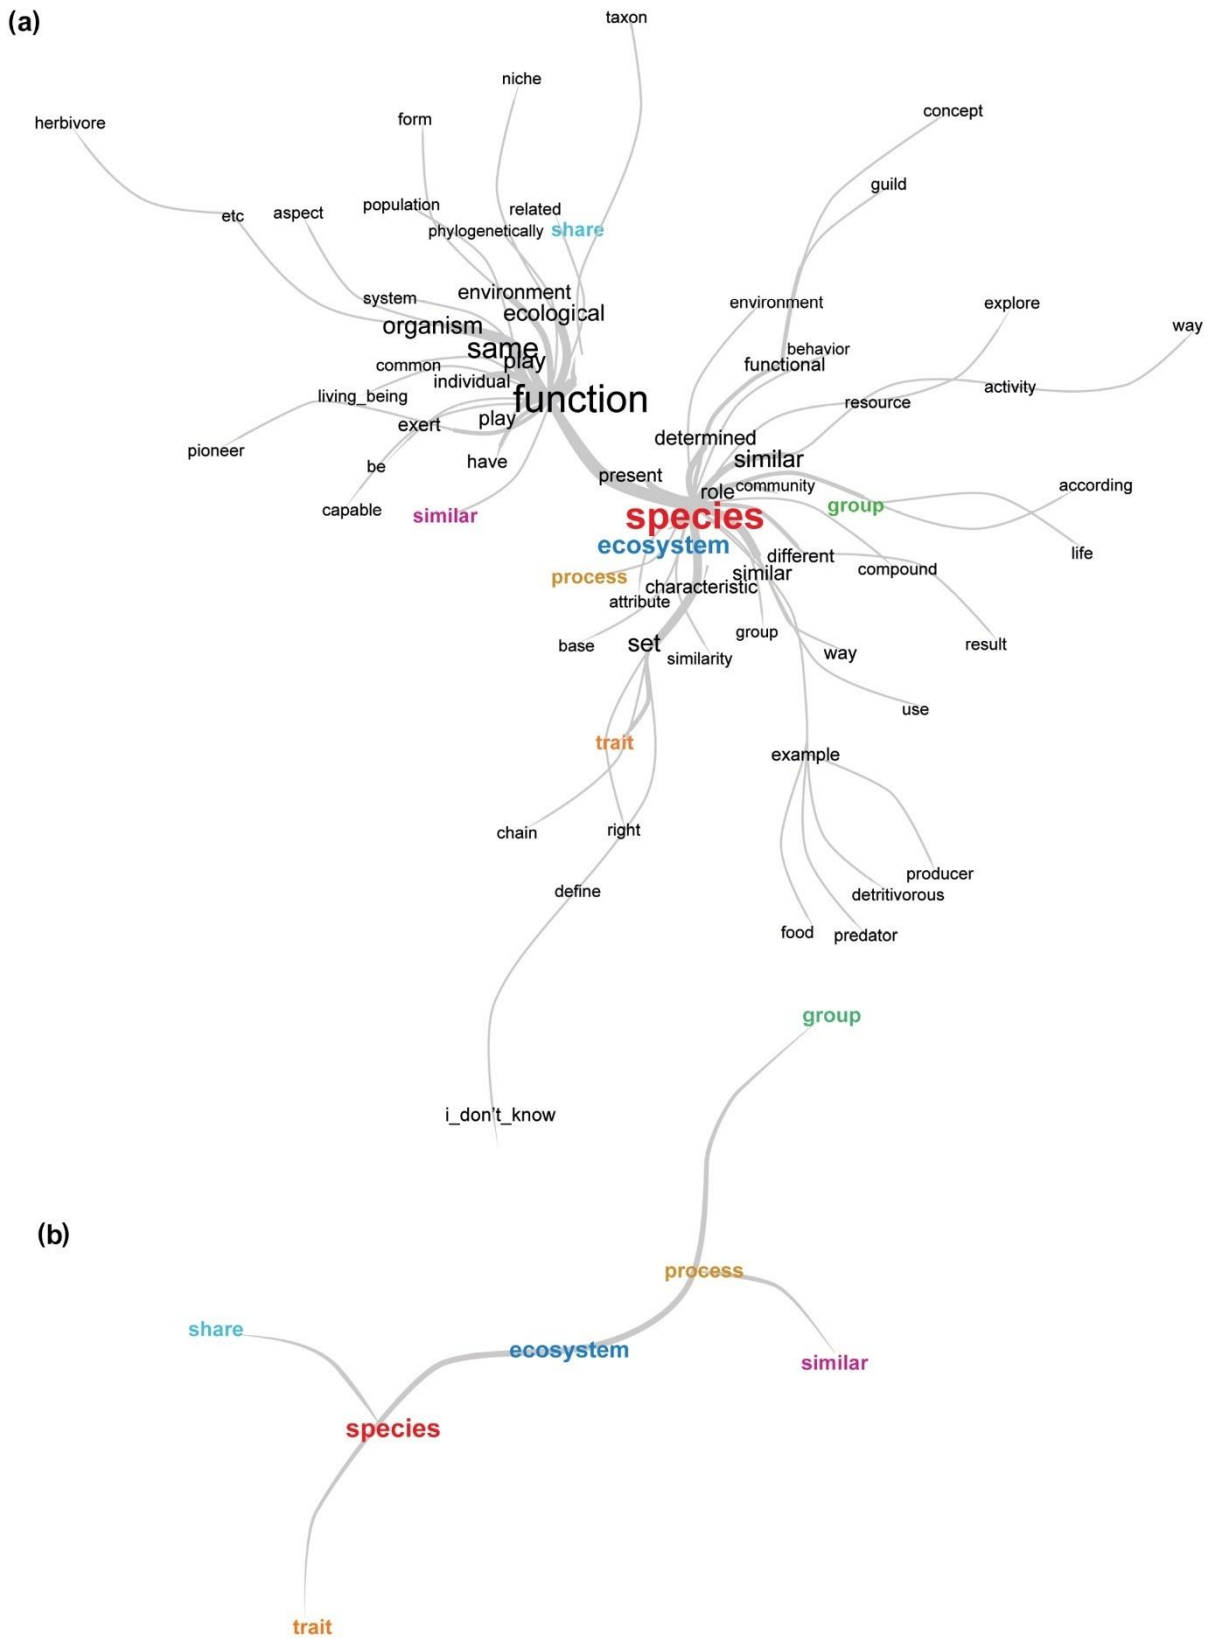 (a)
taxon
niche
concept
form
herbivore
guild
population
related
etc
aspect
phylogenetically
share
environment
system
environment
explore
ecological
organism
way
same
behavior
play
functional
common
individual
activity
living_being
function
resource
play
exert
determined
pioneer
similar
have
be
present
community
according
role
capable
similar
group
species
ecosystem
life
different
process
similar
compound
characteristic
attribute
group
base
set
similarity
way
result
use
trait
example
chain
right
producer
define
detritivorous
food
predator
group
i_don't_know
(b)
process
share
ecosystem
similar
species
trait